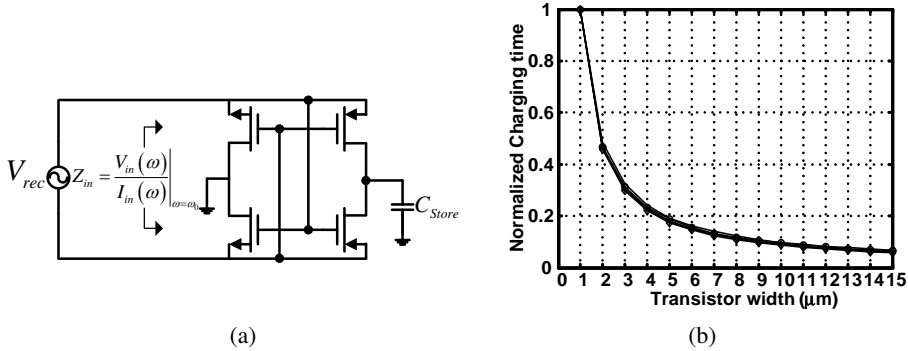 V_rec
Z_in = V_in(ω) / I_in(ω) |ω=ω₀
C_Store
(a)
Normalized Charging time
1
0.8
0.6
0.4
0.2
0
0 1 2 3 4 5 6 7 8 9 10 11 12 13 14 15
Transistor width (μm)
(b)